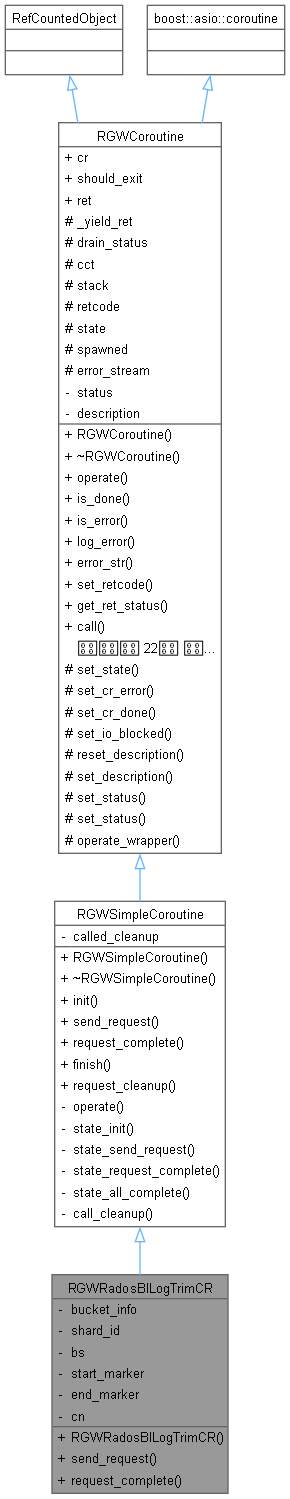 RefCountedObject
boost::asio::coroutine
RGWCoroutine
+ cr
+ should_exit
+ ret
# _yield_ret
# drain_status
# cct
# stack
# retcode
# state
# spawned
# error_stream
- status
- description
+ RGWCoroutine()
+ ~RGWCoroutine()
+ operate()
+ is_done()
+ is_error()
+ log_error()
+ error_str()
+ set_retcode()
+ get_ret_status()
+ call()
22 ...
# set_state()
# set_cr_error()
# set_cr_done()
# set_io_blocked()
# reset_description()
# set_description()
# set_status()
# set_status()
# operate_wrapper()
RGWSimpleCoroutine
- called_cleanup
+ RGWSimpleCoroutine()
+ ~RGWSimpleCoroutine()
+ init()
+ send_request()
+ request_complete()
+ finish()
+ request_cleanup()
- operate()
- state_init()
- state_send_request()
- state_request_complete()
- state_all_complete()
- call_cleanup()
RGWRadosBILogTrimCR
- bucket_info
- shard_id
- bs
- start_marker
- end_marker
- cn
+ RGWRadosBILogTrimCR()
+ send_request()
+ request_complete()